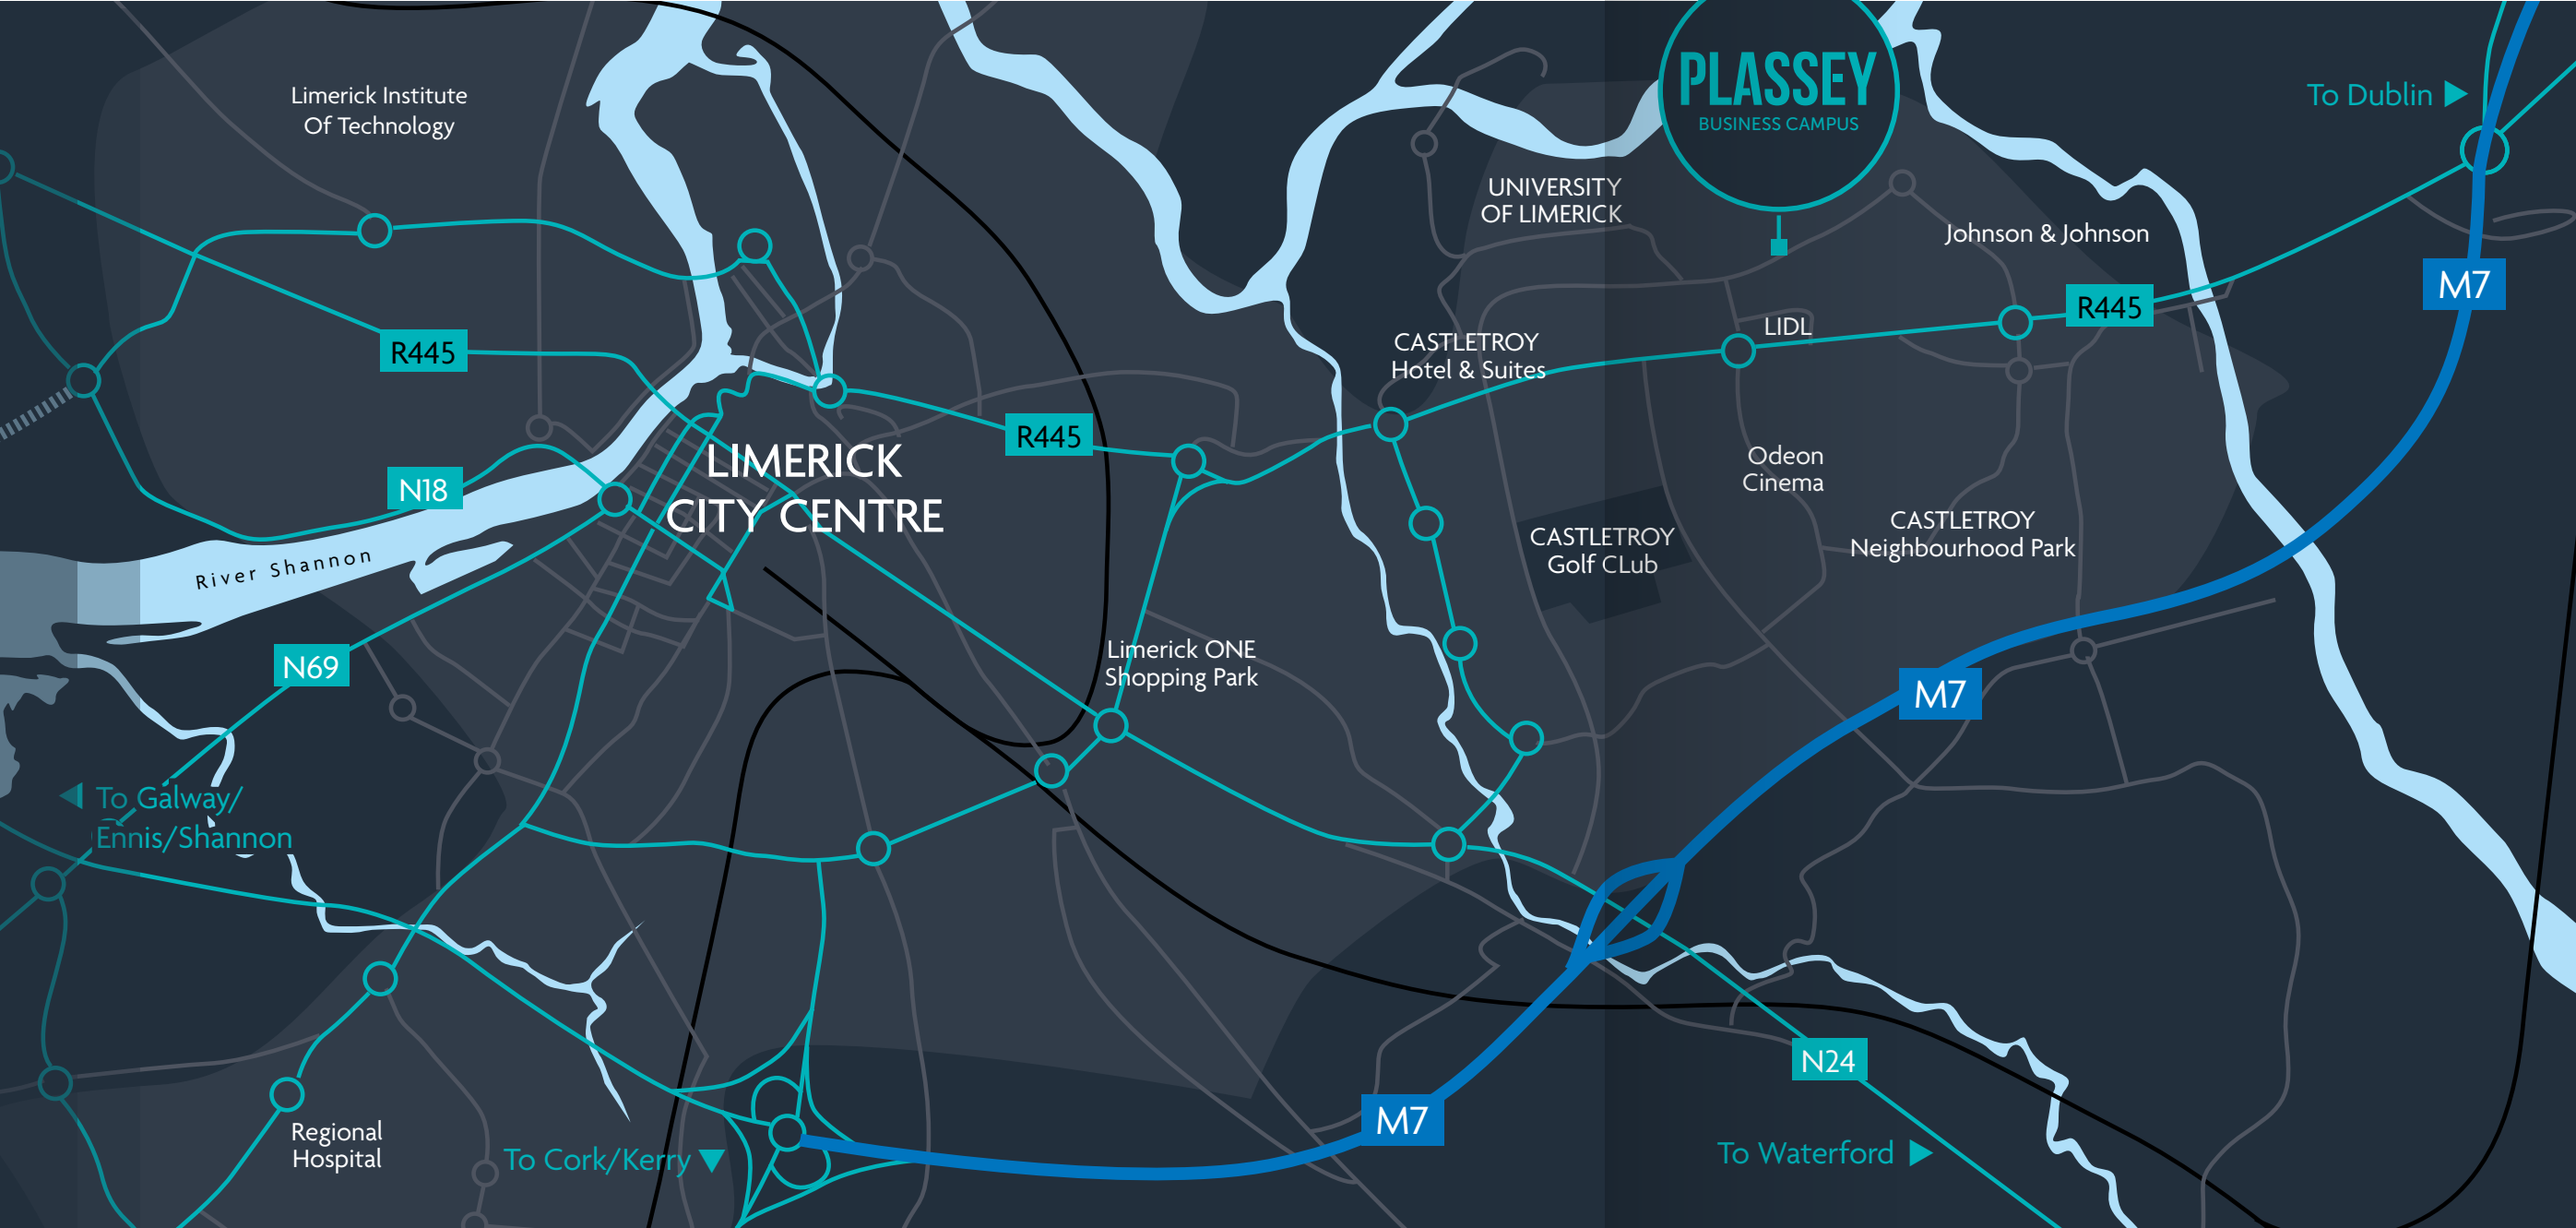 Limerick Institute
Of Technology
PLASSEY
BUSINESS CAMPUS
To Dublin
UNIVERSITY
OF LIMERICK
Johnson & Johnson
M7
R445
LIDL
R445
CASTLETROY
Hotel & Suites
R445
LIMERICK
CITY CENTRE
N18
Odeon
Cinema
CASTLETROY
Neighbourhood Park
CASTLETROY
Golf CLub
River Shannon
N69
Limerick ONE
Shopping Park
M7
To Galway/
Ennis/Shannon
N24
M7
Regional
Hospital
To Cork/Kerry
To Waterford